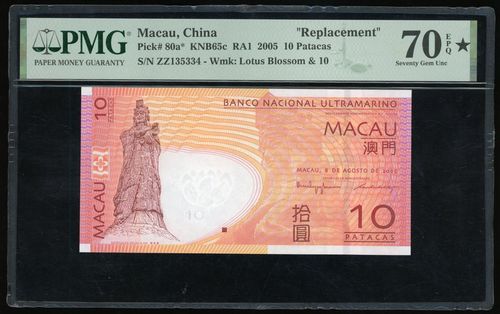 PMG
PAPER MONEY GUARANTY
Macau, China "Replacement"
Pick# 80a* KNB65c RA1 2005 10 Patacas
S/N ZZ135334 - Wmk: Lotus Blossom & 10
70 EPQ ★
Seventy Gem Unc
BANCO NACIONAL ULTRAMARINO
MACAU
澳門
MACAU, 8 DE AGOSTO DE 2005
拾圓
10
PATACAS
10
MACAU
10